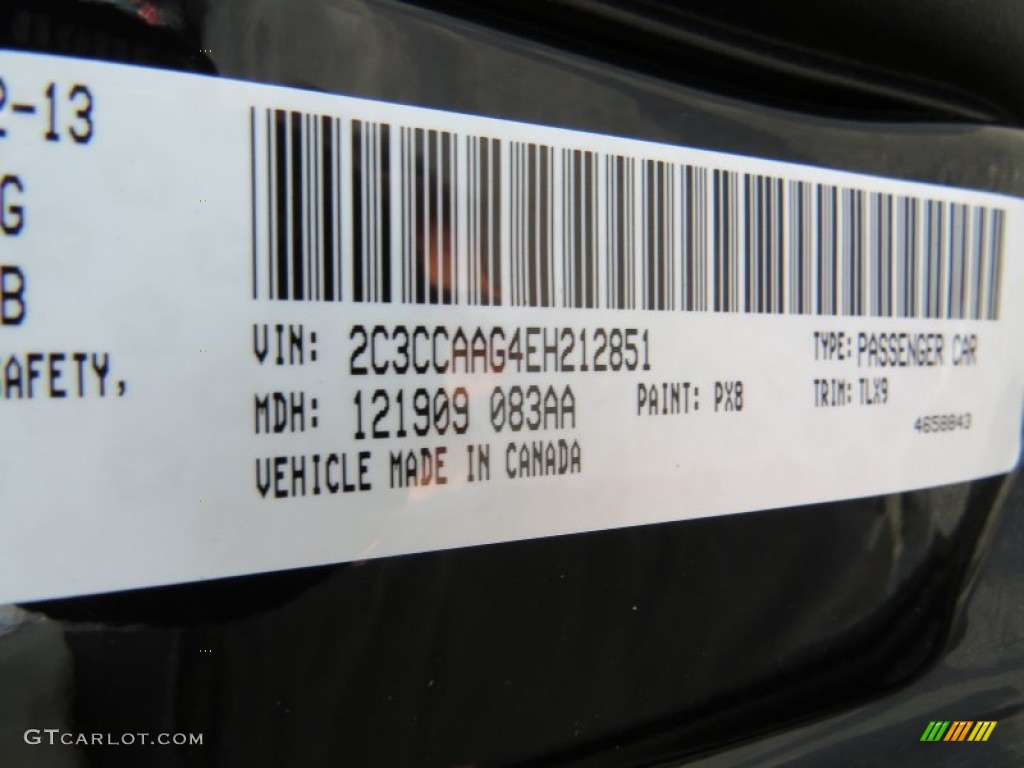 2-13
G
B
SAFETY,
VIN: 2C3CCAAG4EH212851
TYPE: PASSENGER CAR
MDH: 121909 083AA
PAINT: PX8
TRIM: TLX9
4658843
VEHICLE MADE IN CANADA
GTCARLOT.COM